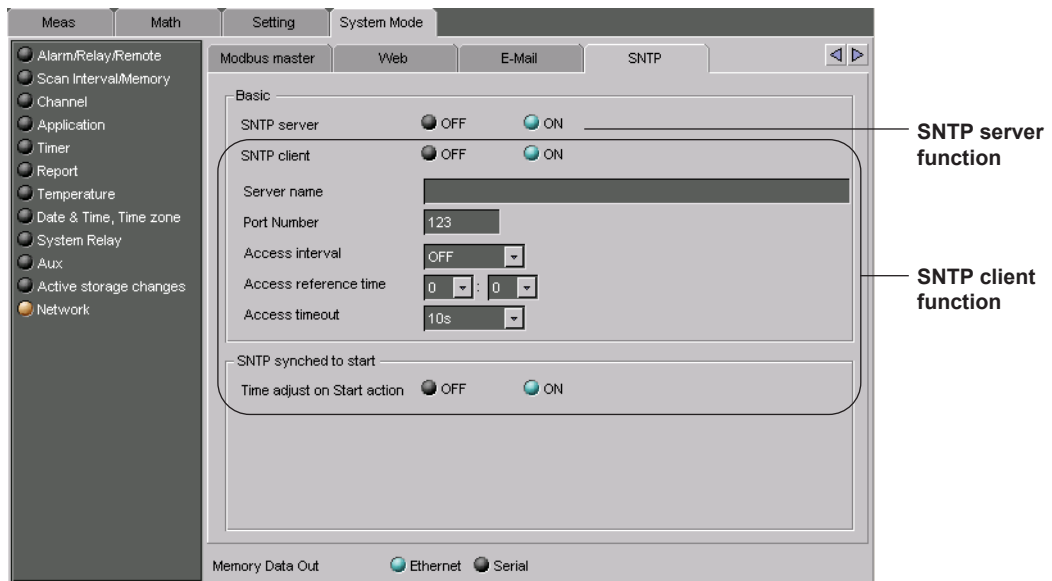 Meas Math Setting System Mode
Alarm/Relay/Remote
Scan Interval/Memory
Channel
Application
Timer
Report
Temperature
Date & Time, Time zone
System Relay
Aux
Active storage changes
Network
Modbus master Web E-Mail SNTP
Basic
SNTP server OFF ON
SNTP client OFF ON
Server name
Port Number 123
Access interval OFF
Access reference time 0 : 0
Access timeout 10s
SNTP synched to start
Time adjust on Start action OFF ON
Memory Data Out Ethernet Serial
SNTP server
function
SNTP client
function